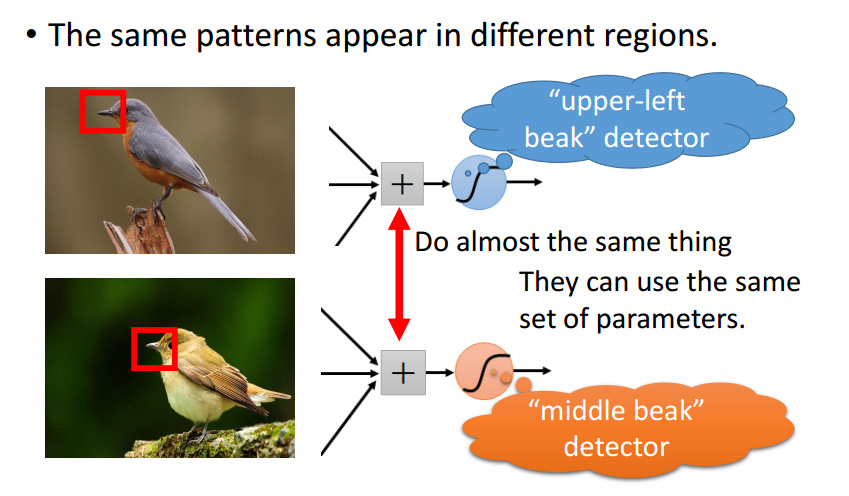 • The same patterns appear in different regions.
“upper-left
beak” detector
+
Do almost the same thing
They can use the same
set of parameters.
+
“middle beak”
detector